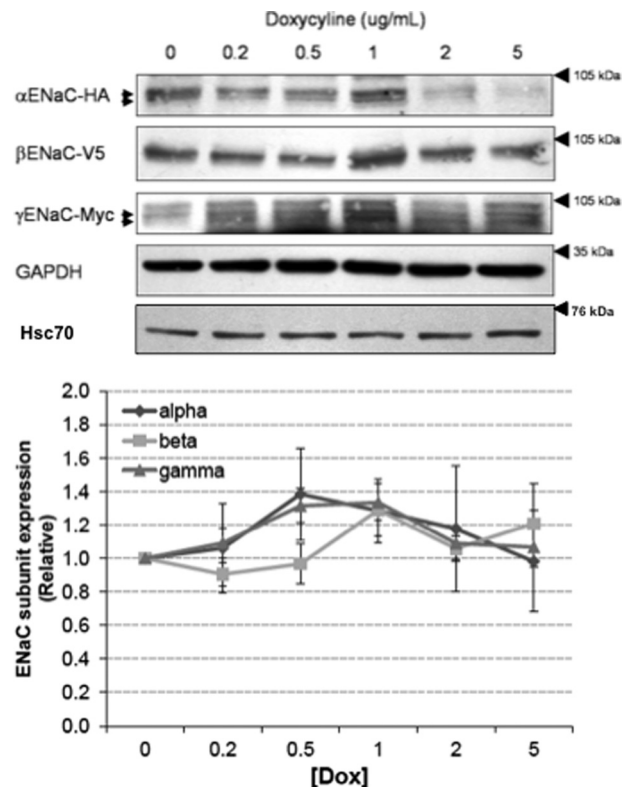 Doxycyline (ug/mL)
0 0.2 0.5 1 2 5
αENaC-HA 105 kDa
βENaC-V5 105 kDa
γENaC-Myc 105 kDa
GAPDH 35 kDa
Hsc70 76 kDa
ENaC subunit expression
(Relative)
2.0
1.8
1.6
1.4
1.2
1.0
0.8
0.6
0.4
0.2
0.0
alpha
beta
gamma
0 0.2 0.5 1 2 5
[Dox]